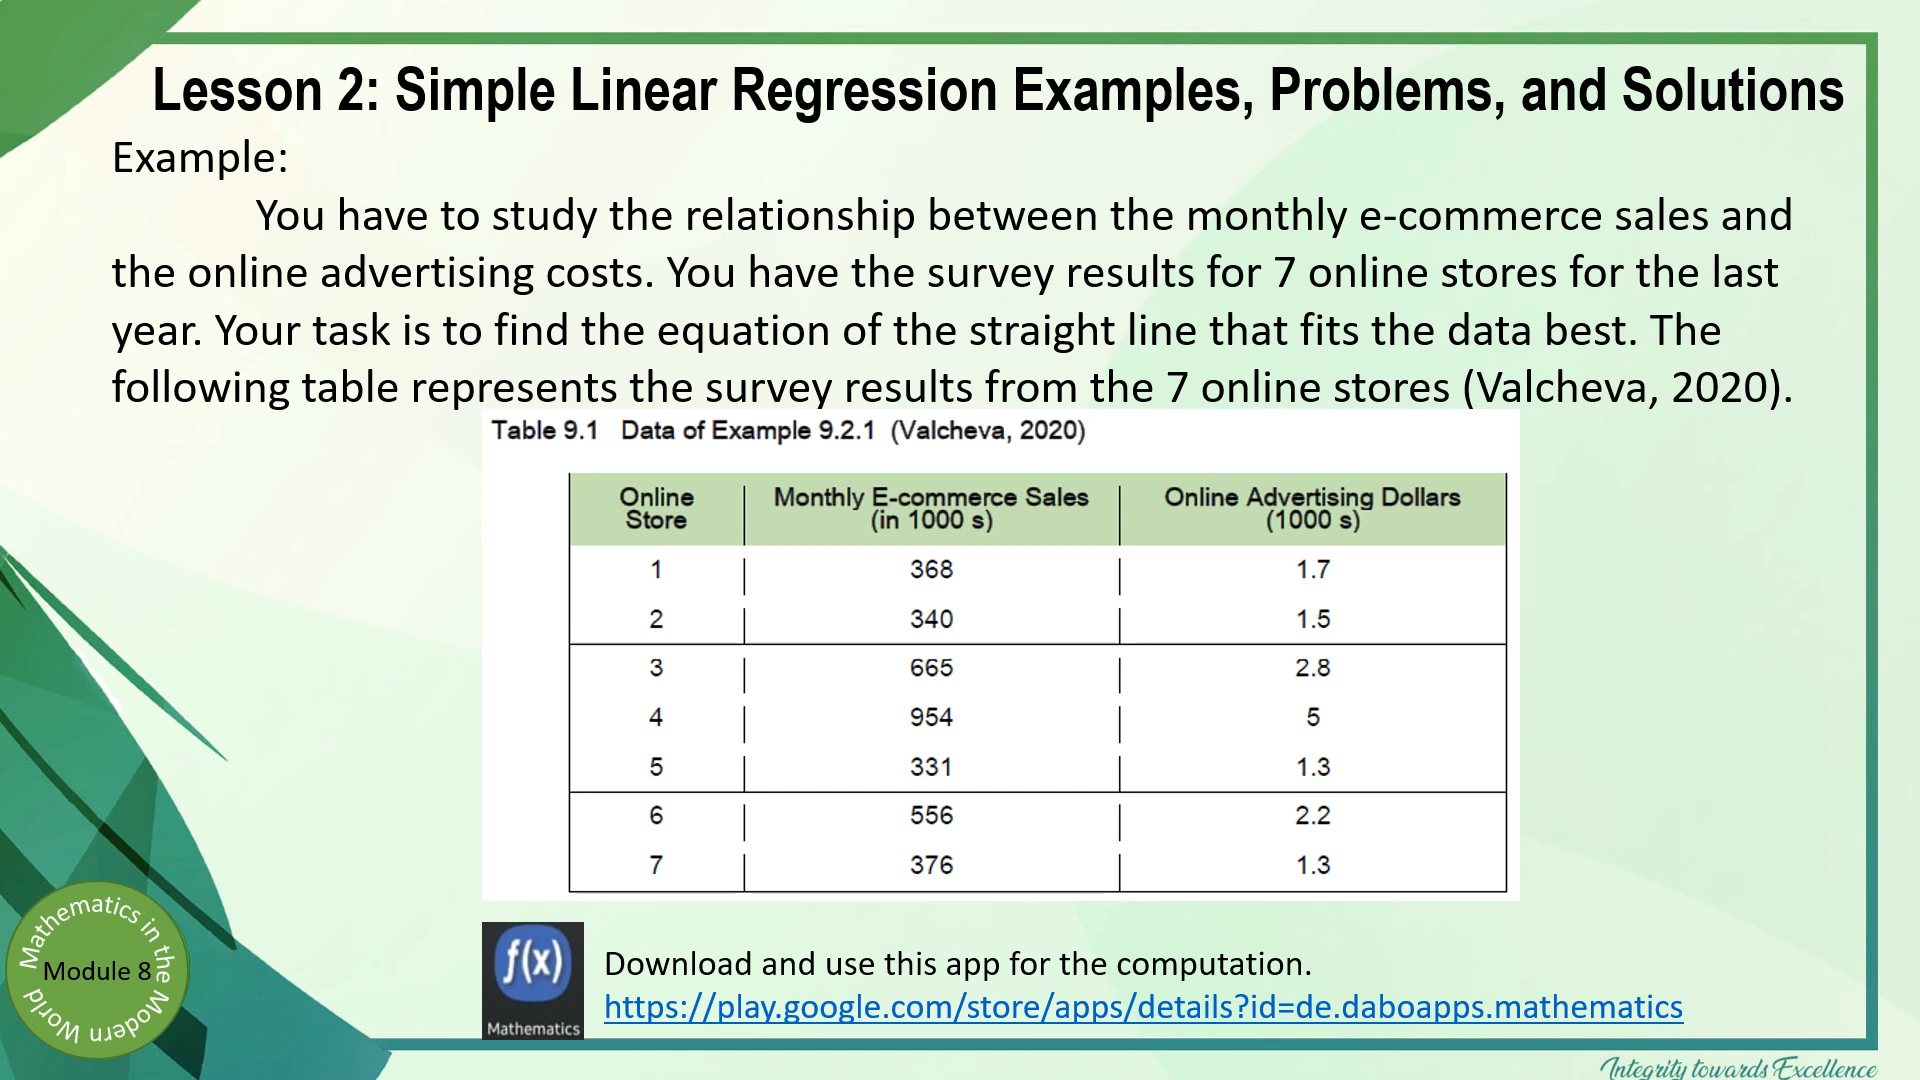 Lesson 2: Simple Linear Regression Examples, Problems, and Solutions
Example:
You have to study the relationship between the monthly e-commerce sales and
the online advertising costs. You have the survey results for 7 online stores for the last
year. Your task is to find the equation of the straight line that fits the data best. The
following table represents the survey results from the 7 online stores (Valcheva, 2020).
Table 9.1 Data of Example 9.2.1 (Valcheva, 2020)
Online Store Monthly E-commerce Sales (in 1000 s) Online Advertising Dollars (1000 s)
1 368 1.7
2 340 1.5
3 665 2.8
4 954 5
5 331 1.3
6 556 2.2
7 376 1.3
f(x)
Mathematics
Download and use this app for the computation.
https://play.google.com/store/apps/details?id=de.daboapps.mathematics
Mathematics in the Modern World
Module 8
Integrity towards Excellence